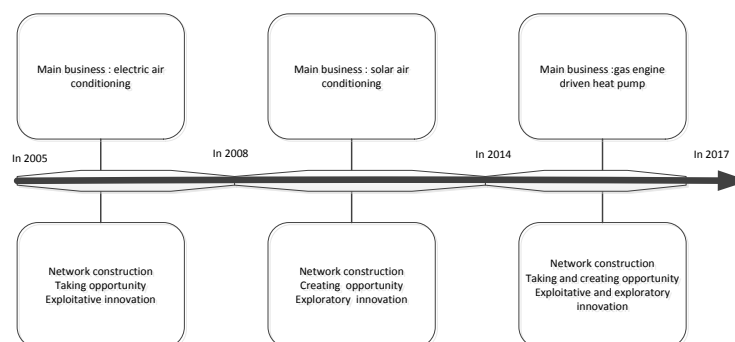 Main business : electric air
conditioning
Main business : solar air
conditioning
Main business :gas engine
driven heat pump
In 2005
In 2008
In 2014
In 2017
Network construction
Taking opportunity
Exploitative innovation
Network construction
Creating opportunity
Exploratory innovation
Network construction
Taking and creating opportunity
Exploitative and exploratory
innovation